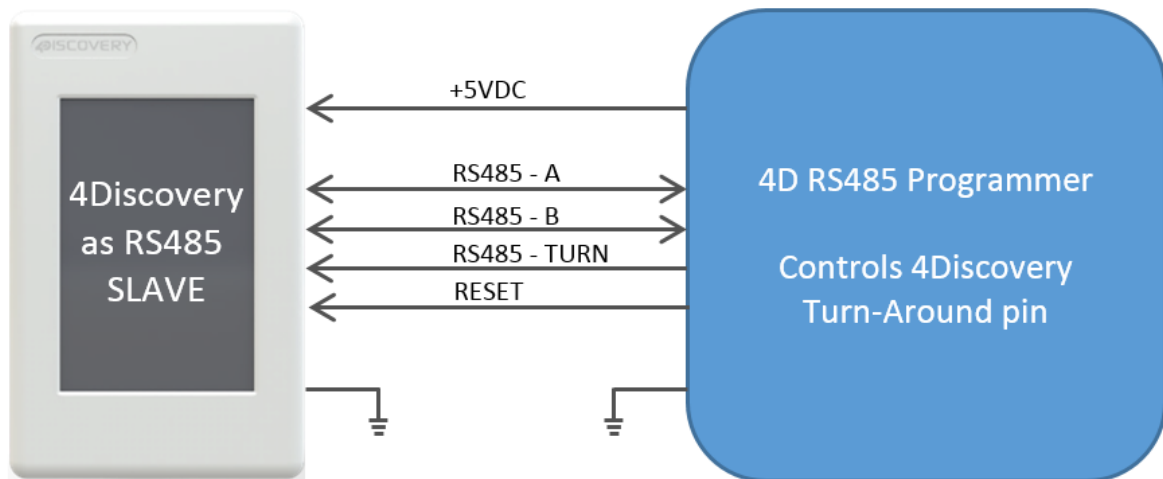 4DISCOVERY
+5VDC
RS485 - A
RS485 - B
RS485 - TURN
RESET
4Discovery
as RS485
SLAVE
4D RS485 Programmer
Controls 4Discovery
Turn-Around pin